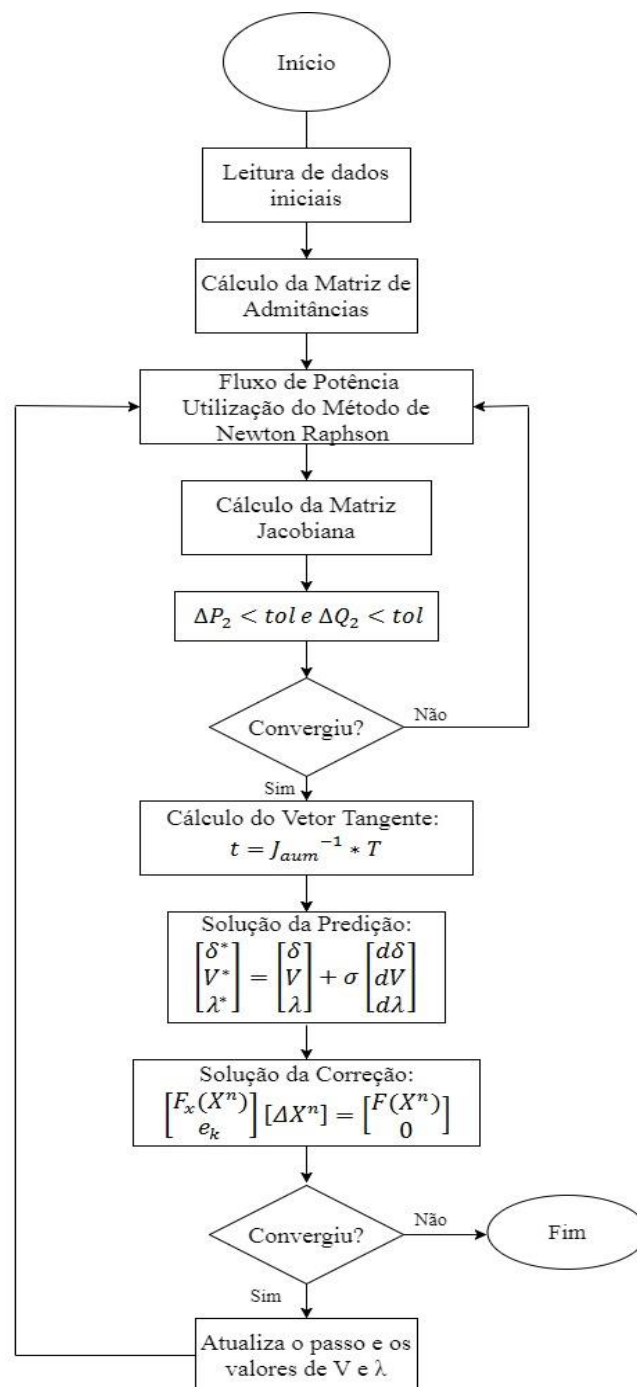 Início
Leitura de dados
iniciais
Cálculo da Matriz de
Admitâncias
Fluxo de Potência
Utilização do Método de
Newton Raphson
Cálculo da Matriz
Jacobiana
ΔP₂ < tol e ΔQ₂ < tol
Convergiu?
Não
Sim
Cálculo do Vetor Tangente:
t = J_aum⁻¹ * T
Solução da Predição:
[δ*] = [δ] + σ [dδ]
[V*] = [V] + σ [dV]
[λ*] = [λ] + σ [dλ]
Solução da Correção:
[F_x(Xⁿ)] [ΔXⁿ] = [F(Xⁿ)]
[e_k] [0]
Convergiu?
Não
Fim
Sim
Atualiza o passo e os
valores de V e λ